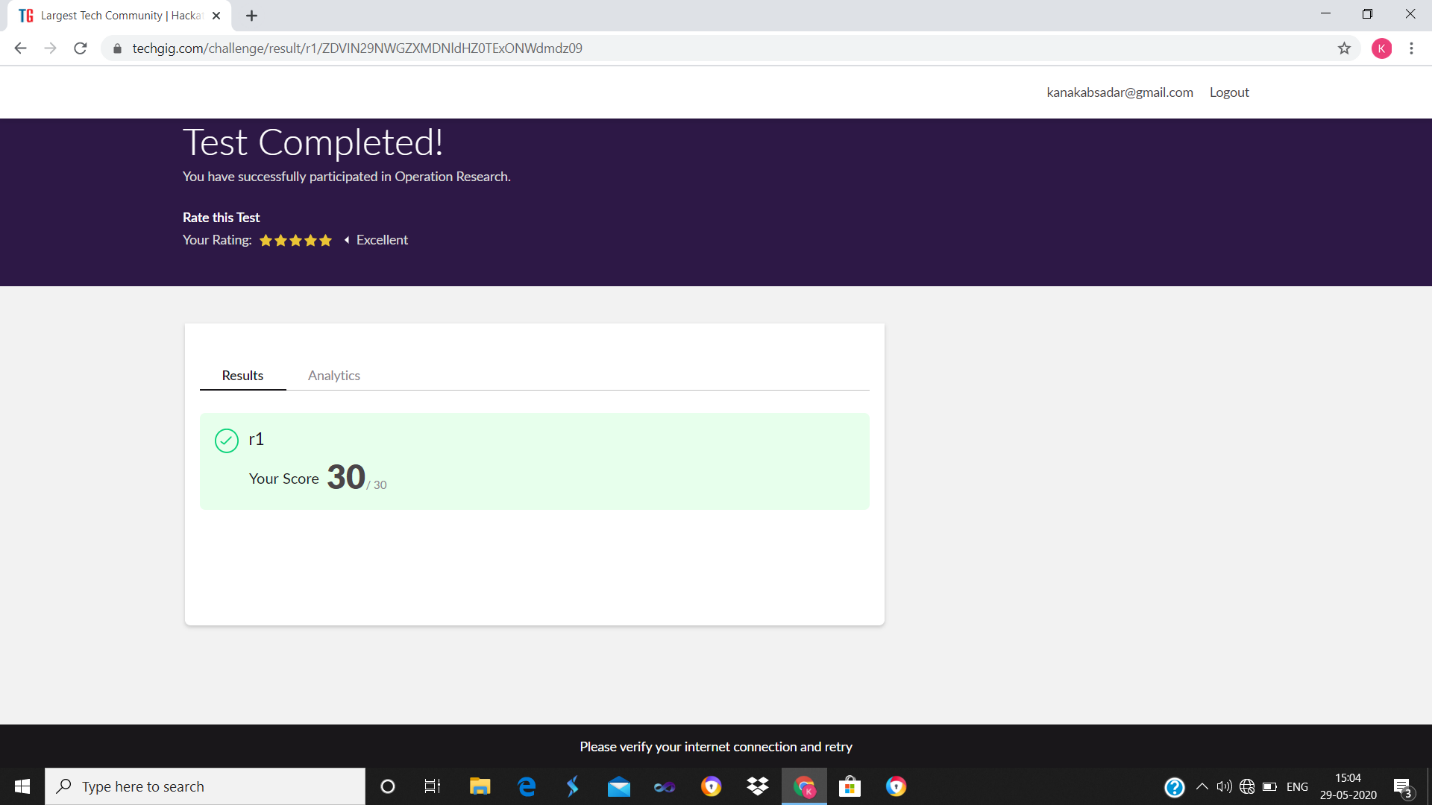 TG Largest Tech Community | Hacka
techgig.com/challenge/result/r1/ZDVIN29NWGZXMDNldHZ0TExONWdmdz09
K
kanakabsadar@gmail.com Logout
Test Completed!
You have successfully participated in Operation Research.
Rate this Test
Your Rating: Excellent
Results Analytics
r1
Your Score 30 / 30
Please verify your internet connection and retry
Type here to search
ENG
15:04
29-05-2020
3